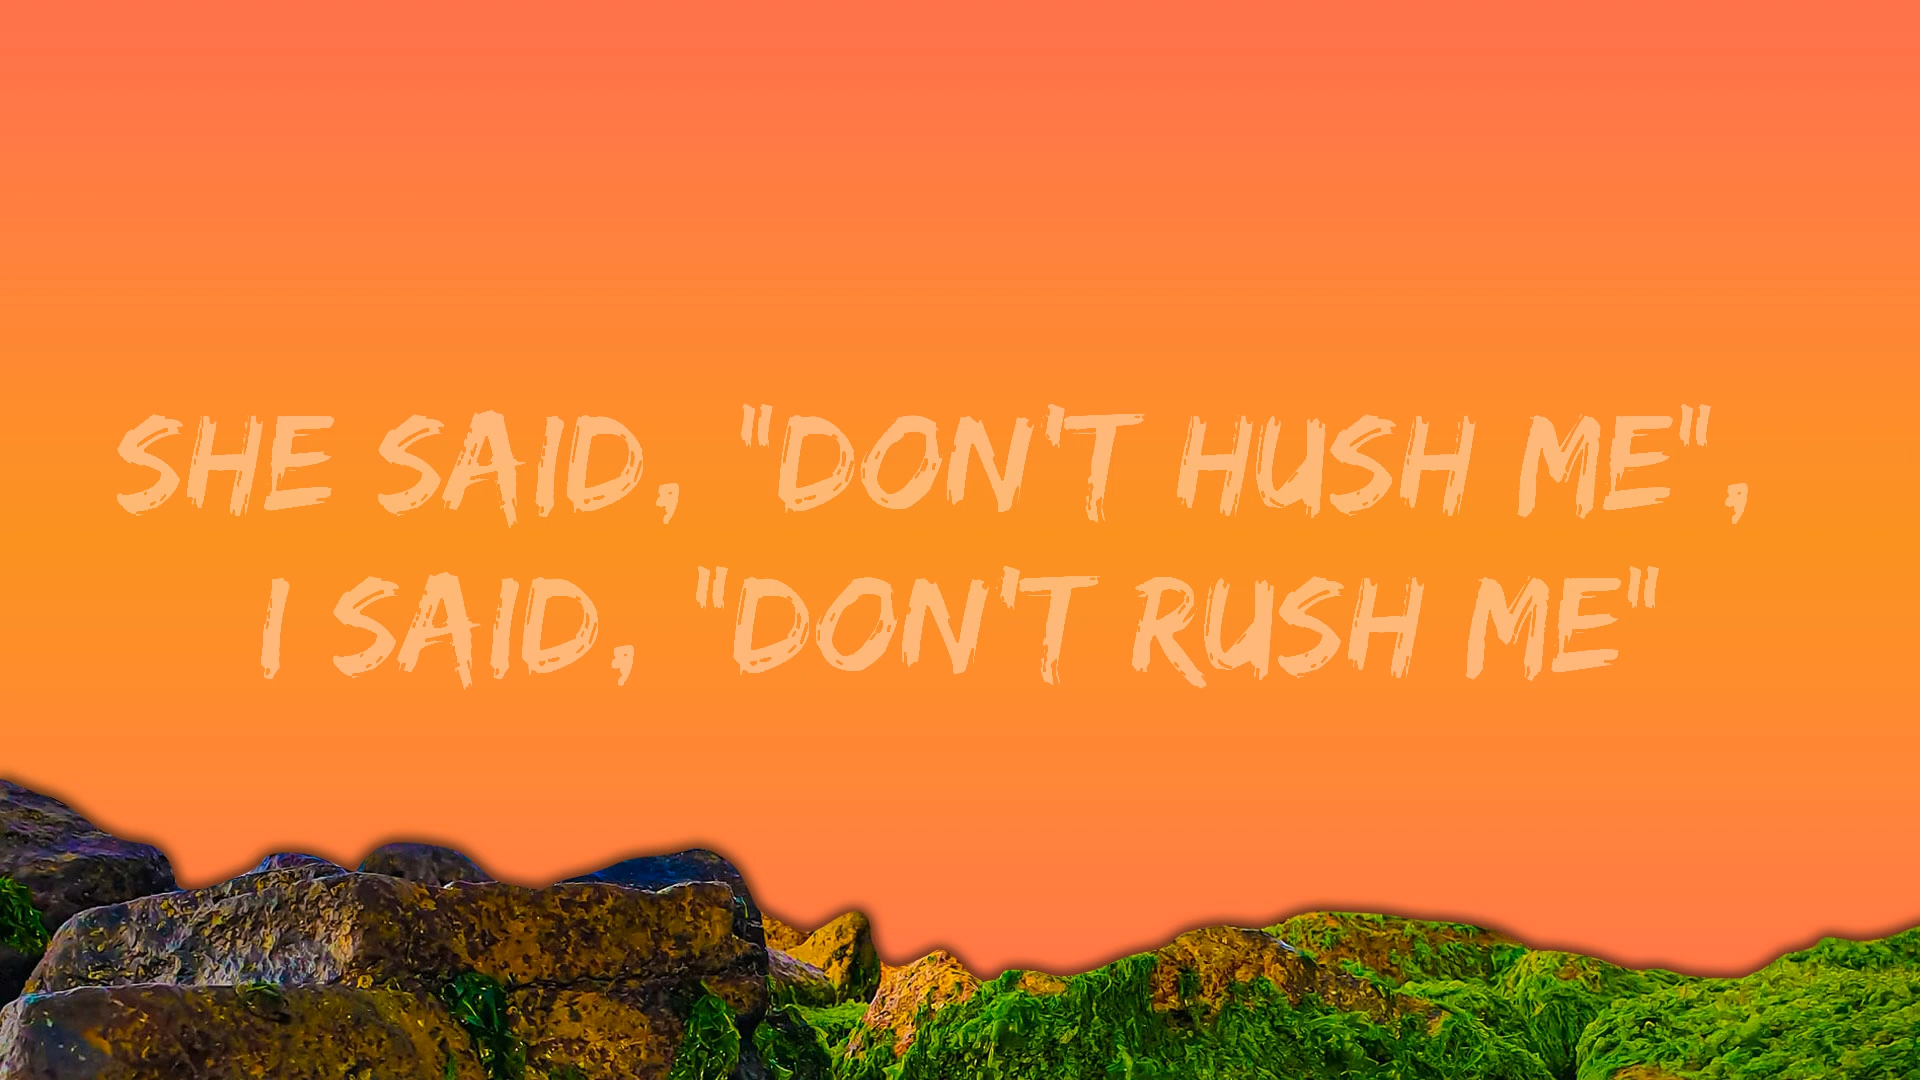 SHE SAID, "DON'T HUSH ME",
I SAID, "DON'T RUSH ME"